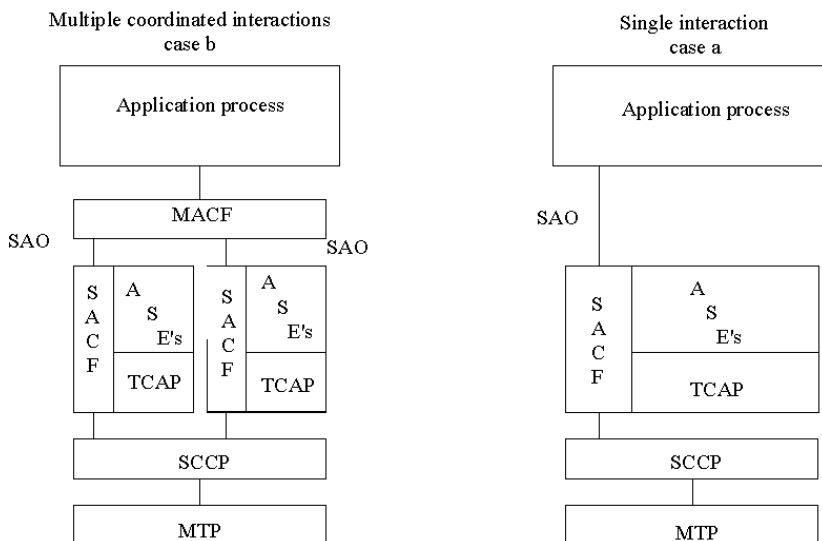 Multiple coordinated interactions
case b
Application process
MACF
SAO
SAO
S
A
C
F
A
S
E's
TCAP
S
A
C
F
A
S
E's
TCAP
SCCP
MTP
Single interaction
case a
Application process
SAO
S
A
C
F
A
S
E's
TCAP
SCCP
MTP